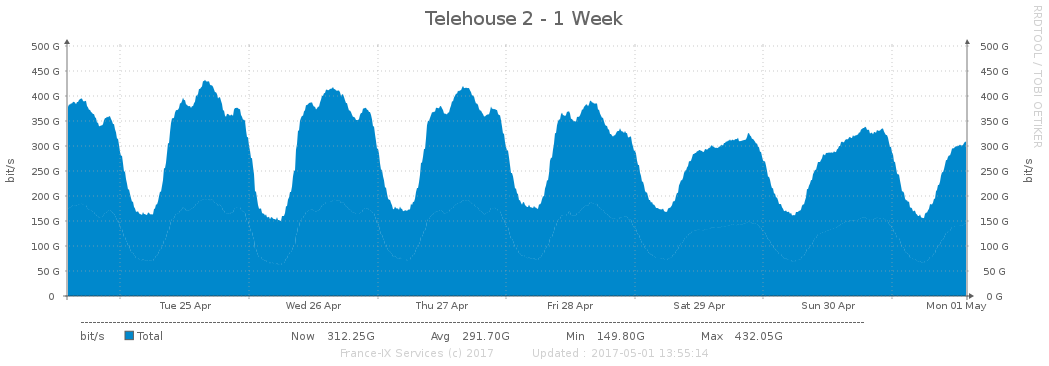 Telehouse 2 - 1 Week
RRDTOOL / TOBI OETIKER
bit/s
500 G
450 G
400 G
350 G
300 G
250 G
200 G
150 G
100 G
50 G
0
500 G
450 G
400 G
350 G
300 G
250 G
200 G
150 G
100 G
50 G
0 G
bit/s
Tue 25 Apr Wed 26 Apr Thu 27 Apr Fri 28 Apr Sat 29 Apr Sun 30 Apr Mon 01 May
bit/s Total Now 312.25G Avg 291.70G Min 149.80G Max 432.05G
France-IX Services (c) 2017 Updated : 2017-05-01 13:55:14